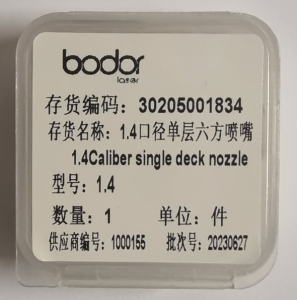 bodor
laser
存货编码：30205001834
存货名称：1.4口径单层六方喷嘴
1.4Caliber single deck nozzle
型号：1.4
数量：1 单位：件
供应商编号：1000155 批次号：20230627